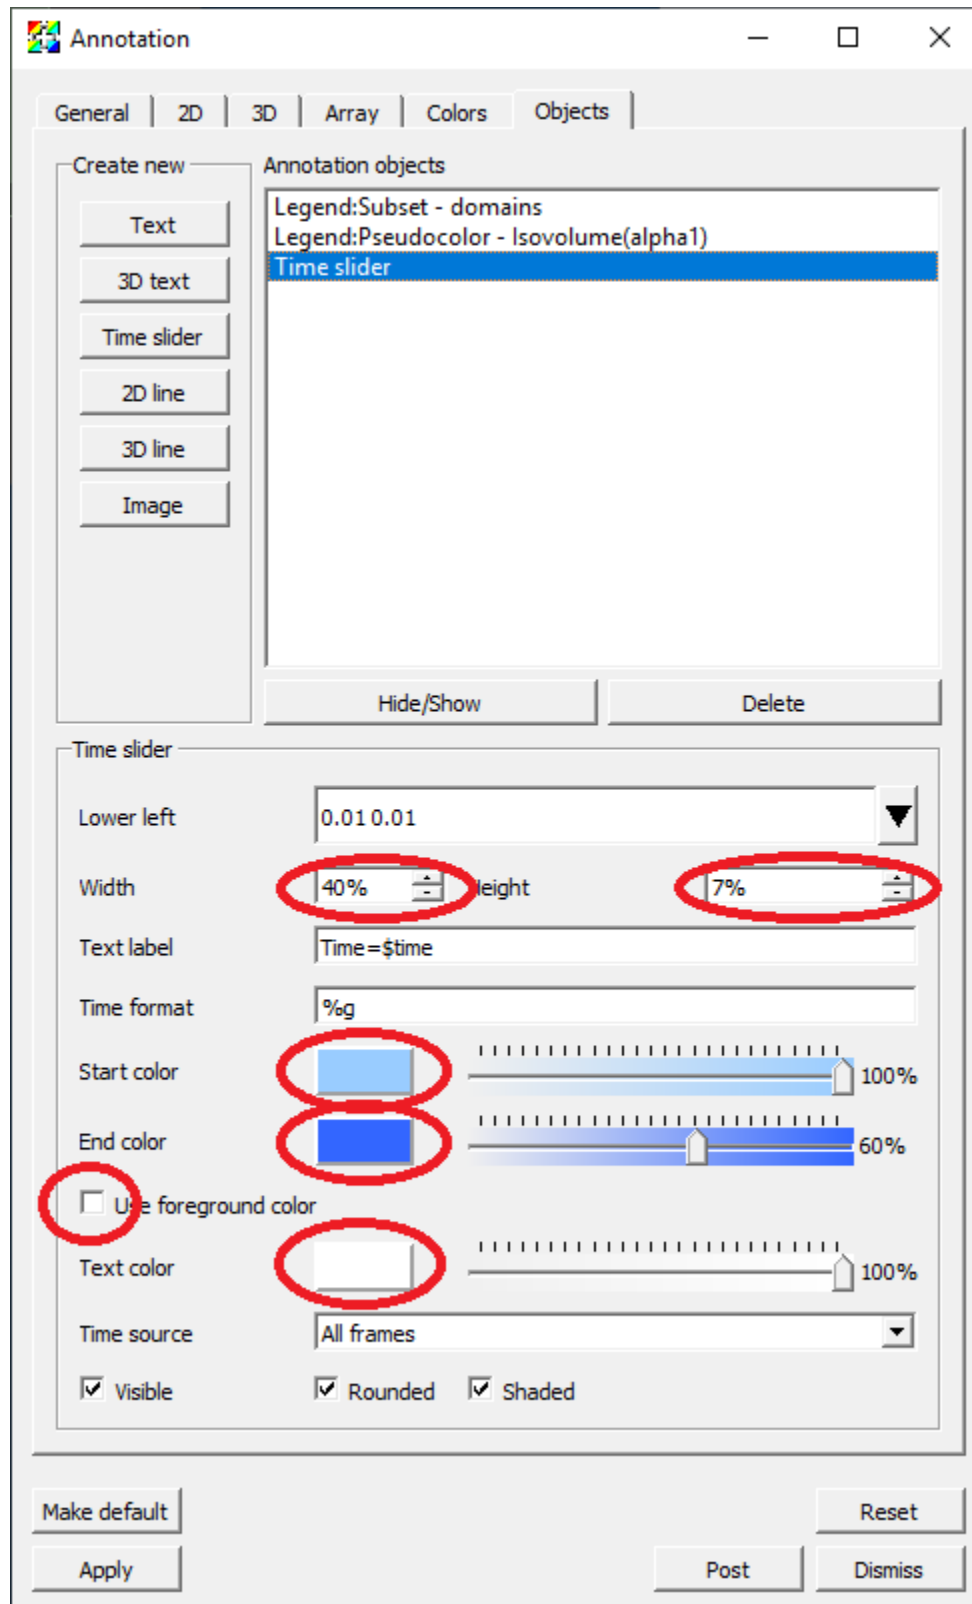 Annotation
General 2D 3D Array Colors Objects
Create new
Text
3D text
Time slider
2D line
3D line
Image
Annotation objects
Legend:Subset - domains
Legend:Pseudocolor - Isovolume(alpha1)
Time slider
Hide/Show Delete
Time slider
Lower left 0.01 0.01
Width 40% Height 7%
Text label Time=$time
Time format %g
Start color 100%
End color 60%
Use foreground color
Text color 100%
Time source All frames
Visible Rounded Shaded
Make default Reset
Apply Post Dismiss